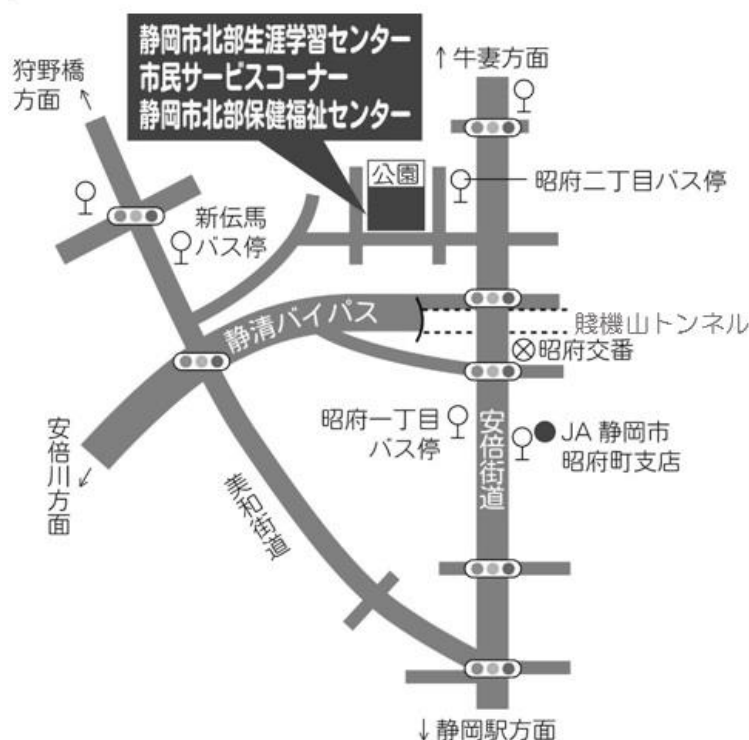 静岡市北部生涯学習センター
市民サービスコーナー
静岡市北部保健福祉センター
狩野橋
方面
↑牛妻方面
公園
昭府二丁目バス停
新伝馬
バス停
静清バイパス
賤機山トンネル
昭府交番
安倍川方面
昭府一丁目
バス停
安倍街道
JA 静岡市
昭府町支店
美和街道
↓静岡駅方面